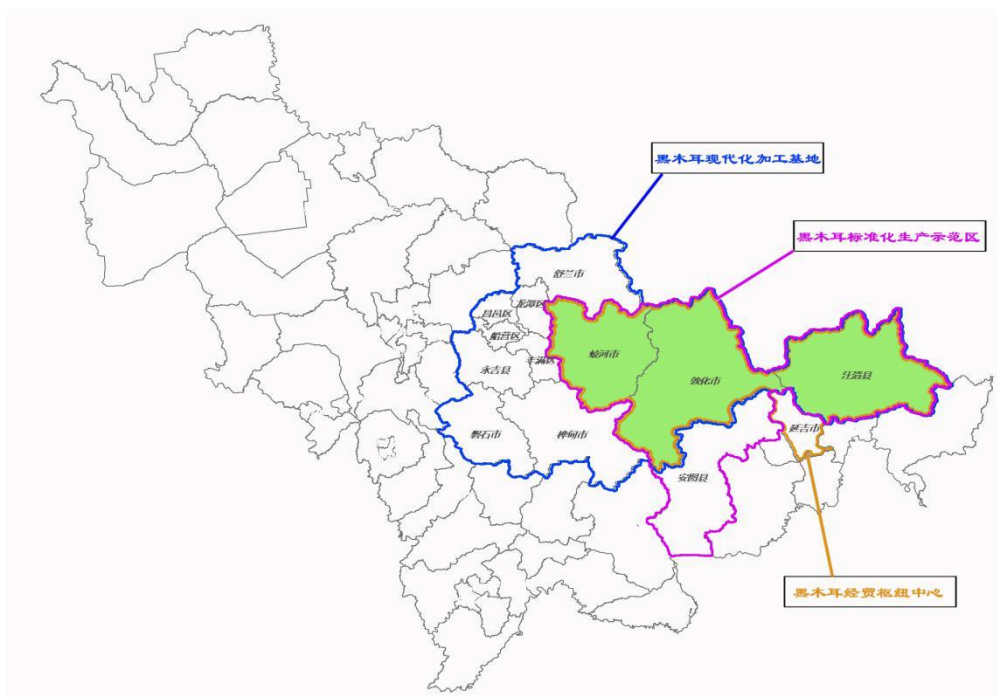 黑木耳现代化加工基地
黑木耳标准化生产示范区
舒兰市
龙潭区
昌邑区
船营区
丰满区
蛟河市
永吉县
敦化市
汪清县
延吉市
磐石市
桦甸市
安图县
黑木耳经贸枢纽中心